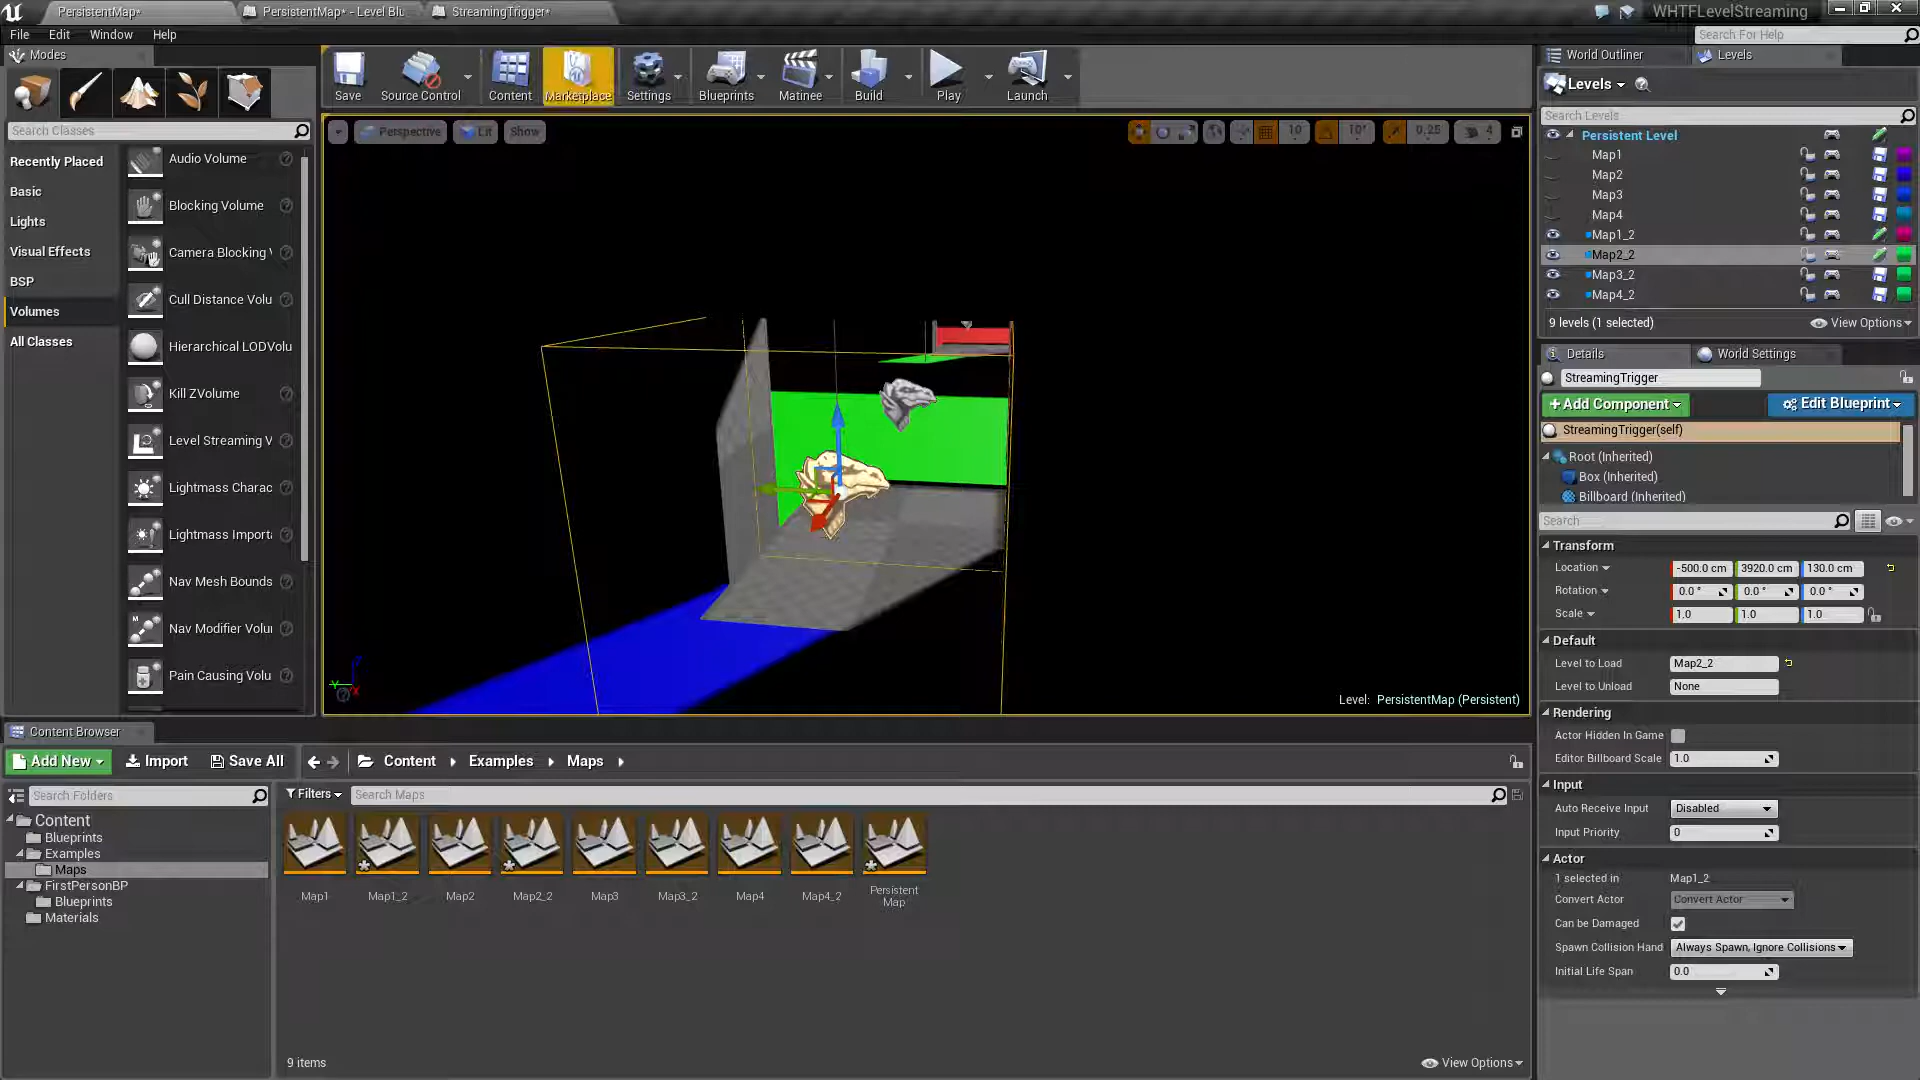 PersistentMap*
PersistentMap* - Level Blu
StreamingTrigger*
WHTFLevelStreaming
File
Edit
Window
Help
Search For Help
Modes
Save
Source Control
Content
Marketplace
Settings
Blueprints
Matinee
Build
Play
Launch
World Outliner
Levels
Levels
Search Classes
Perspective
Lit
Show
10
10°
0.25
4
Search Levels
Recently Placed
Basic
Lights
Visual Effects
BSP
Volumes
All Classes
Audio Volume
Blocking Volume
Camera Blocking V
Cull Distance Volu
Hierarchical LODVolu
Kill ZVolume
Level Streaming V
Lightmass Charac
Lightmass Importa
Nav Mesh Bounds
Nav Modifier Volu
Pain Causing Volu
Persistent Level
Map1
Map2
Map3
Map4
Map1_2
Map2_2
Map3_2
Map4_2
9 levels (1 selected)
View Options
Details
World Settings
StreamingTrigger
+Add Component
Edit Blueprint
StreamingTrigger(self)
Root (Inherited)
Box (Inherited)
Billboard (Inherited)
Search
Transform
Location
-500.0 cm
3920.0 cm
130.0 cm
Rotation
0.0 °
0.0 °
0.0 °
Scale
1.0
1.0
1.0
Default
Level to Load
Map2_2
Level to Unload
None
Rendering
Actor Hidden In Game
Editor Billboard Scale
1.0
Input
Auto Receive Input
Disabled
Input Priority
0
Actor
1 selected in
Map1_2
Convert Actor
Convert Actor
Can be Damaged
Spawn Collision Hand
Always Spawn, Ignore Collisions
Initial Life Span
0.0
Level: PersistentMap (Persistent)
Content Browser
Add New
Import
Save All
Content
Examples
Maps
Search Folders
Filters
Search Maps
Content
Blueprints
Examples
Maps
FirstPersonBP
Blueprints
Materials
Map1
Map1_2
Map2
Map2_2
Map3
Map3_2
Map4
Map4_2
Persistent
Map
9 items
View Options